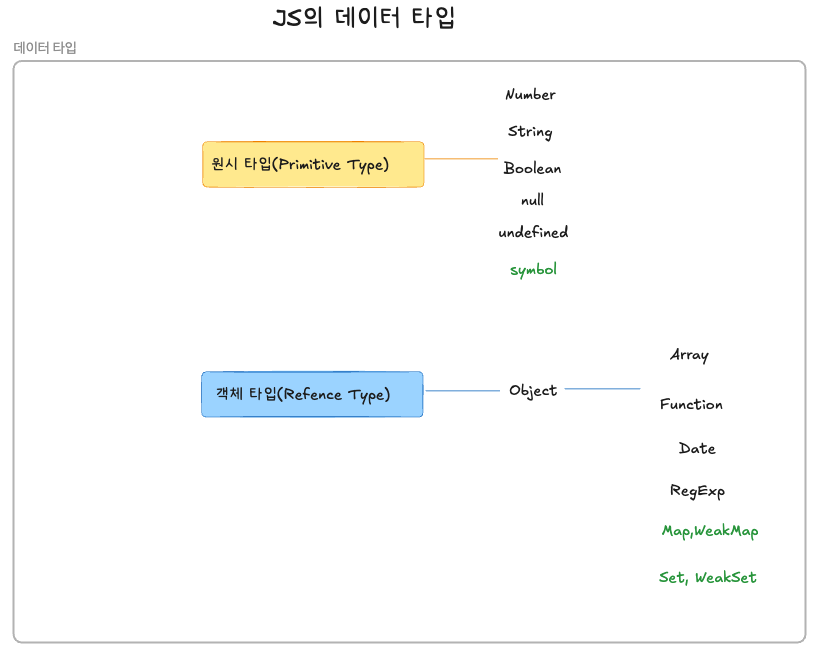 JS의 데이터 타입
데이터 타입
Number
String
원시 타입(Primitive Type)
Boolean
null
undefined
symbol
Array
객체 타입(Refence Type)
Object
Function
Date
RegExp
Map,WeakMap
Set, WeakSet